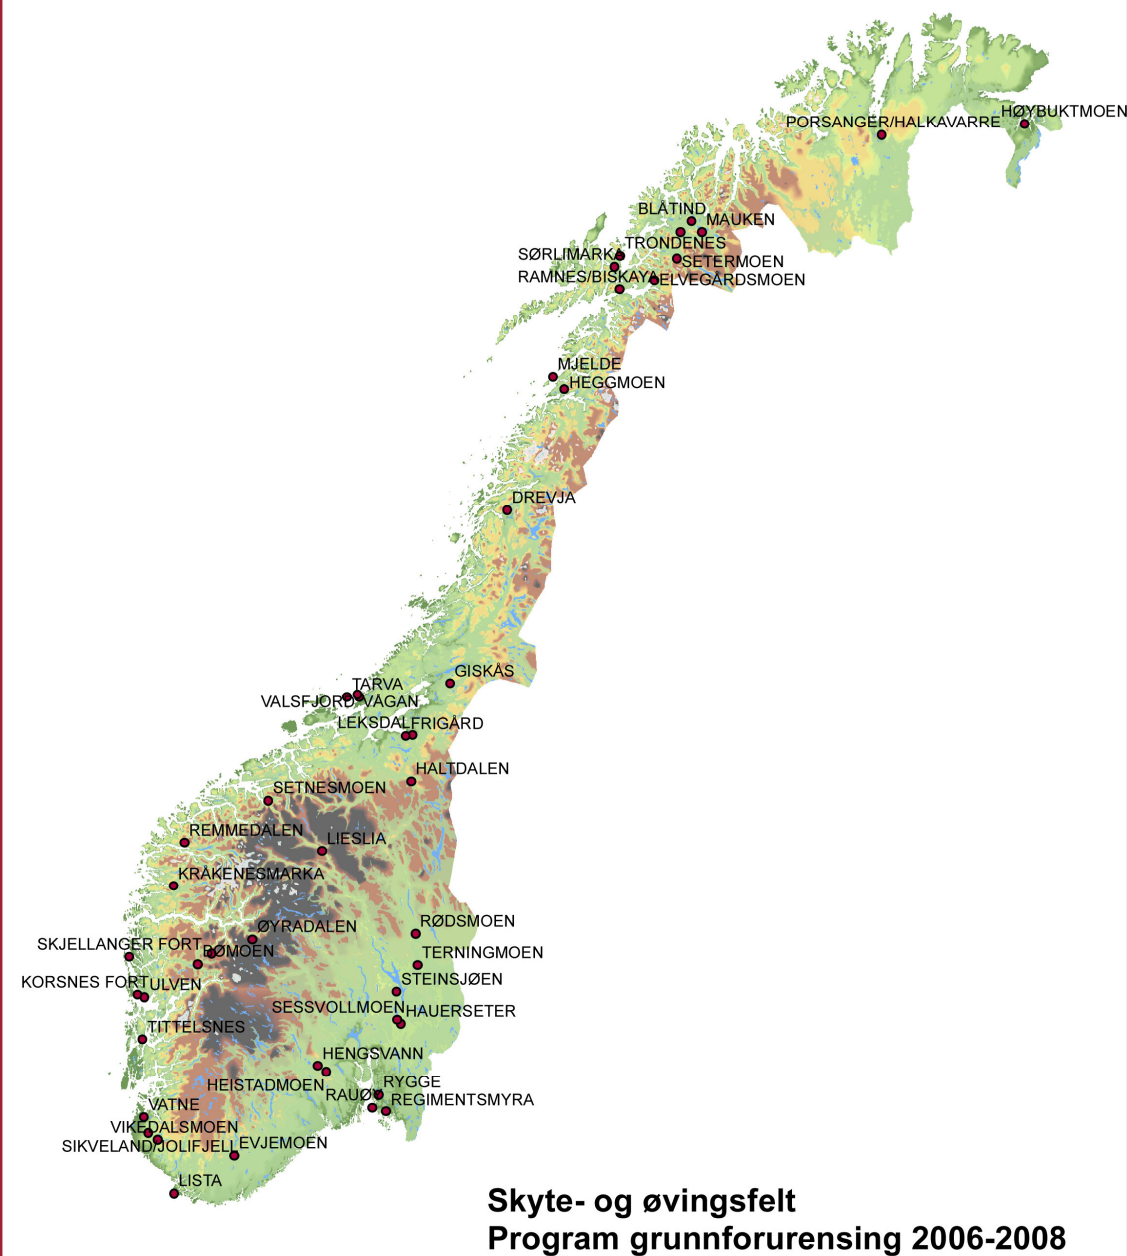 HØYBUKTMOEN
PORSANGER/HALKAVARRE
BLÅTIND
MAUKEN
TRONDENES
SØRLIMARKA
SETERMOEN
RAMNES/BISKAYA
ELVEGÅRDSMOEN
MJELDE
HEGGMOEN
DREVJA
GISKÅS
TARVA
VALSFJORD
VÅGAN
LEKSDAL
FRIGÅRD
HALTDALEN
SETNESMOEN
REMMEDALEN
LIESLIA
KRÅKENESMARKA
RØDSMOEN
ØYRADALEN
SKJELLANGER FORT
BØMOEN
TERNINGMOEN
STEINSJØEN
KORSNES FORT
ULVEN
SESSVOLLMOEN
HAUERSETER
TITTELSNES
HENGSVANN
HEISTADMOEN
RYGGE
RAUØY
REGIMENTSMYRA
VATNE
VIKEDALSMOEN
SIKVELAND/JOLIFJELL
EVJEMOEN
LISTA
Skyte- og øvingsfelt
Program grunnforurensing 2006-2008